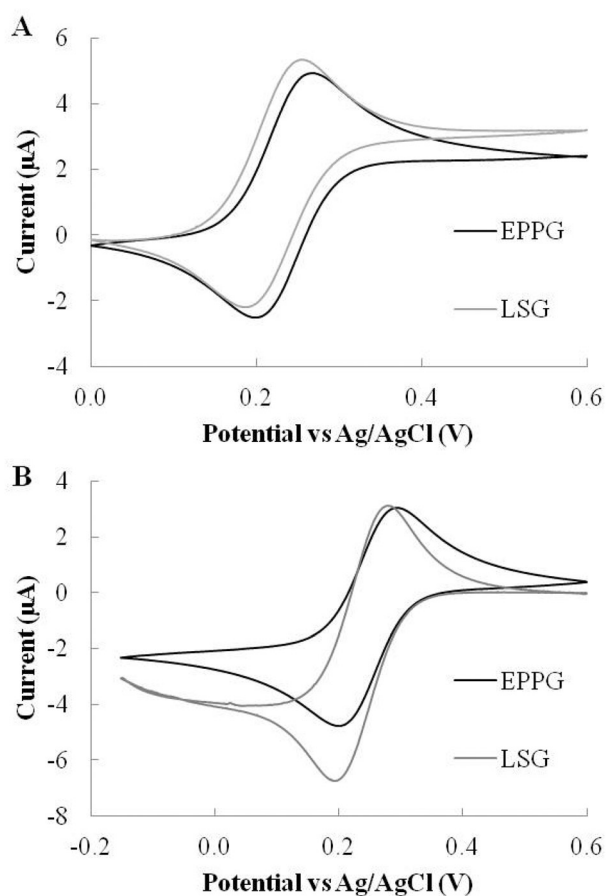 A
6
4
2
0
-2
-4
Current (µA)
EPPG
LSG
0.0 0.2 0.4 0.6
Potential vs Ag/AgCl (V)
B
4
2
0
-2
-4
-6
-8
Current (µA)
EPPG
LSG
-0.2 0.0 0.2 0.4 0.6
Potential vs Ag/AgCl (V)